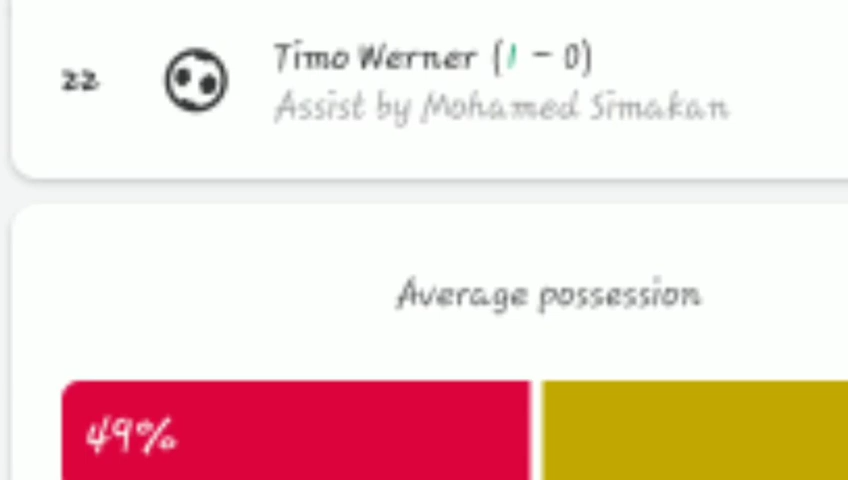 22
Timo Werner (1 - 0)
Assist by Mohamed Simakan
Average possession
49%